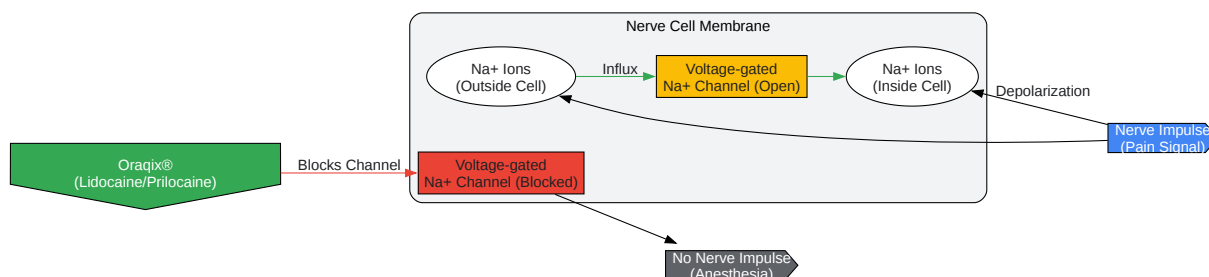 Nerve Cell Membrane
Na+ Ions
(Outside Cell)
Influx
Voltage-gated
Na+ Channel (Open)
Na+ Ions
(Inside Cell)
Depolarization
Nerve Impulse
(Pain Signal)
Oraqix®
(Lidocaine/Prilocaine)
Blocks Channel
Voltage-gated
Na+ Channel (Blocked)
No Nerve Impulse
(Anesthesia)